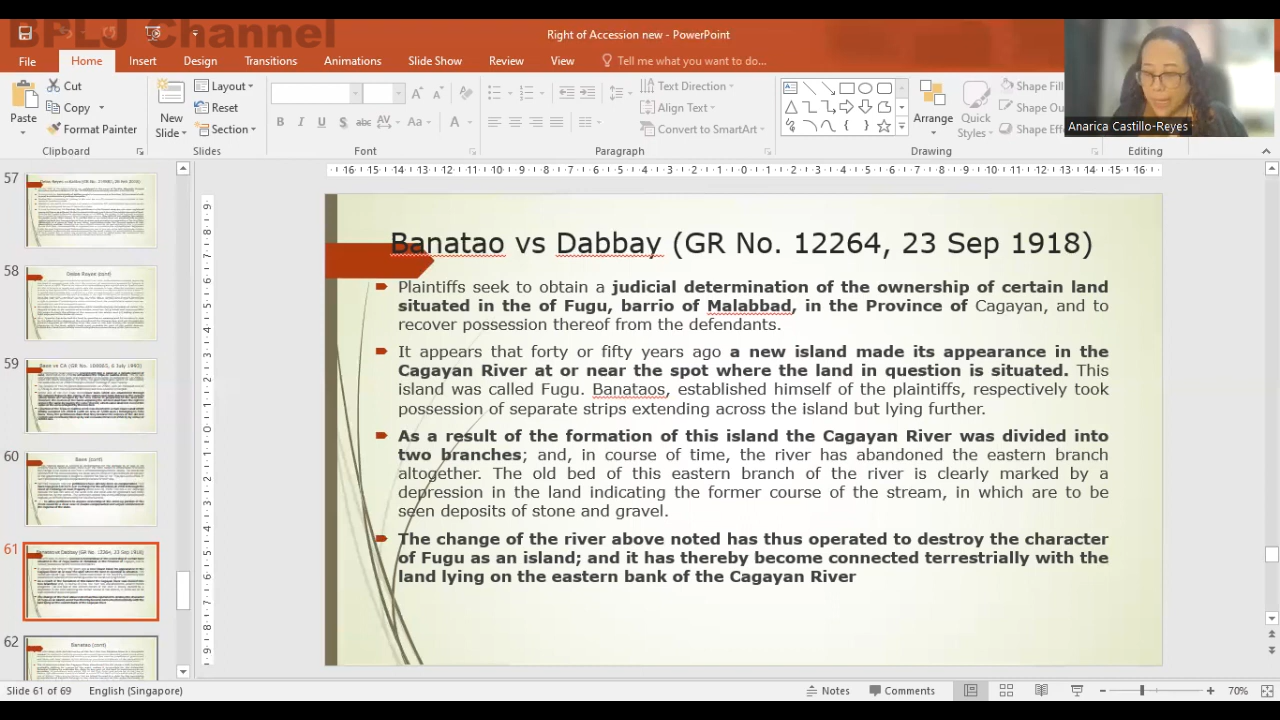 BPLJ Channel
Right of Accession new - PowerPoint
File Home Insert Design Transitions Animations Slide Show Review View Tell me what you want to do...
Paste
Cut
Copy
Format Painter
Clipboard
New Slide
Layout
Reset
Section
Slides
Font
Text Direction
Align Text
Convert to SmartArt
Paragraph
Arrange
Quick Styles
Shape Fill
Shape Ou
Shape Effe
Drawing
Editing
Anarica Castillo-Reyes
57
58
59
60
61
62
Banatao vs Dabbay (GR No. 12264, 23 Sep 1918)
Plaintiffs seek to obtain a judicial determination of the ownership of certain land
situated in the of Fugu, barrio of Malabbad, in the Province of Cagayan, and to
recover possession thereof from the defendants.
It appears that forty or fifty years ago a new island made its appearance in the
Cagayan River at or near the spot where the land in question is situated. This
island was called Fugu. Banataos, established himself of the plaintiffs, respectively took
possession of separate strips extending across the island but lying further.
As a result of the formation of this island the Cagayan River was divided into
two branches; and, in course of time, the river has abandoned the eastern branch
altogether. The old bed of this eastern branch of the river is now marked by a
depression in the land indicating the former course of the stream, in which are to be
seen deposits of stone and gravel.
The change of the river above noted has thus operated to destroy the character
of Fugu as an island; and it has thereby become connected terrestrially with the
land lying on the eastern bank of the Cagayan River
Slide 61 of 69 English (Singapore) Notes Comments 70%